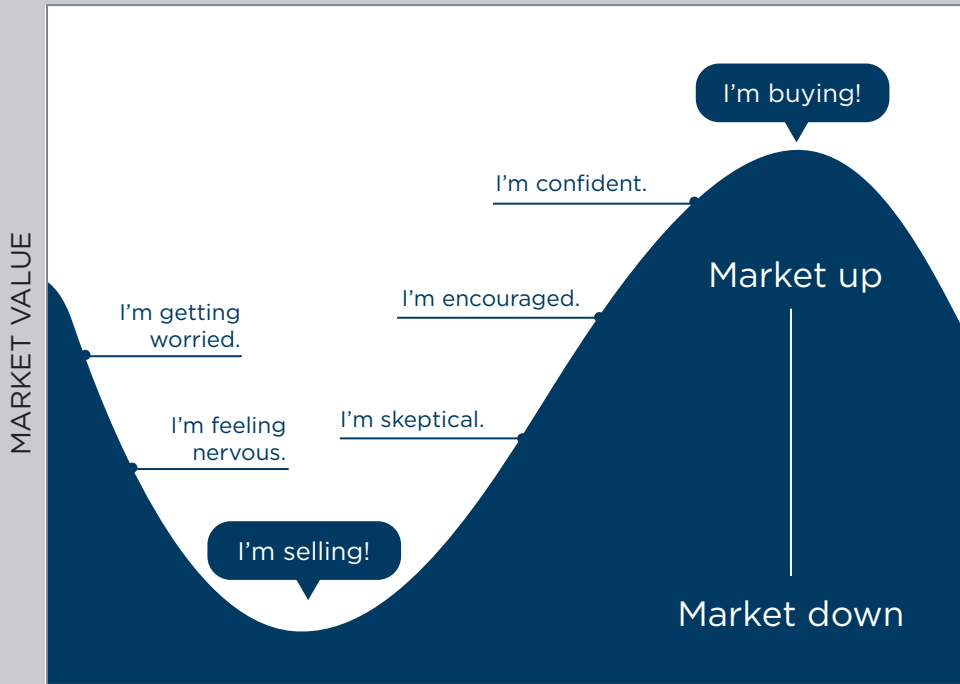 MARKET VALUE
I'm getting
worried.
I'm feeling
nervous.
I'm selling!
I'm skeptical.
I'm encouraged.
I'm confident.
I'm buying!
Market up
Market down